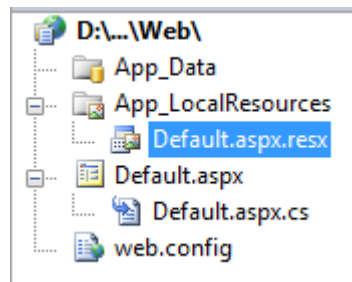 D:\...\Web\
App_Data
App_LocalResources
Default.aspx.resx
Default.aspx
Default.aspx.cs
web.config